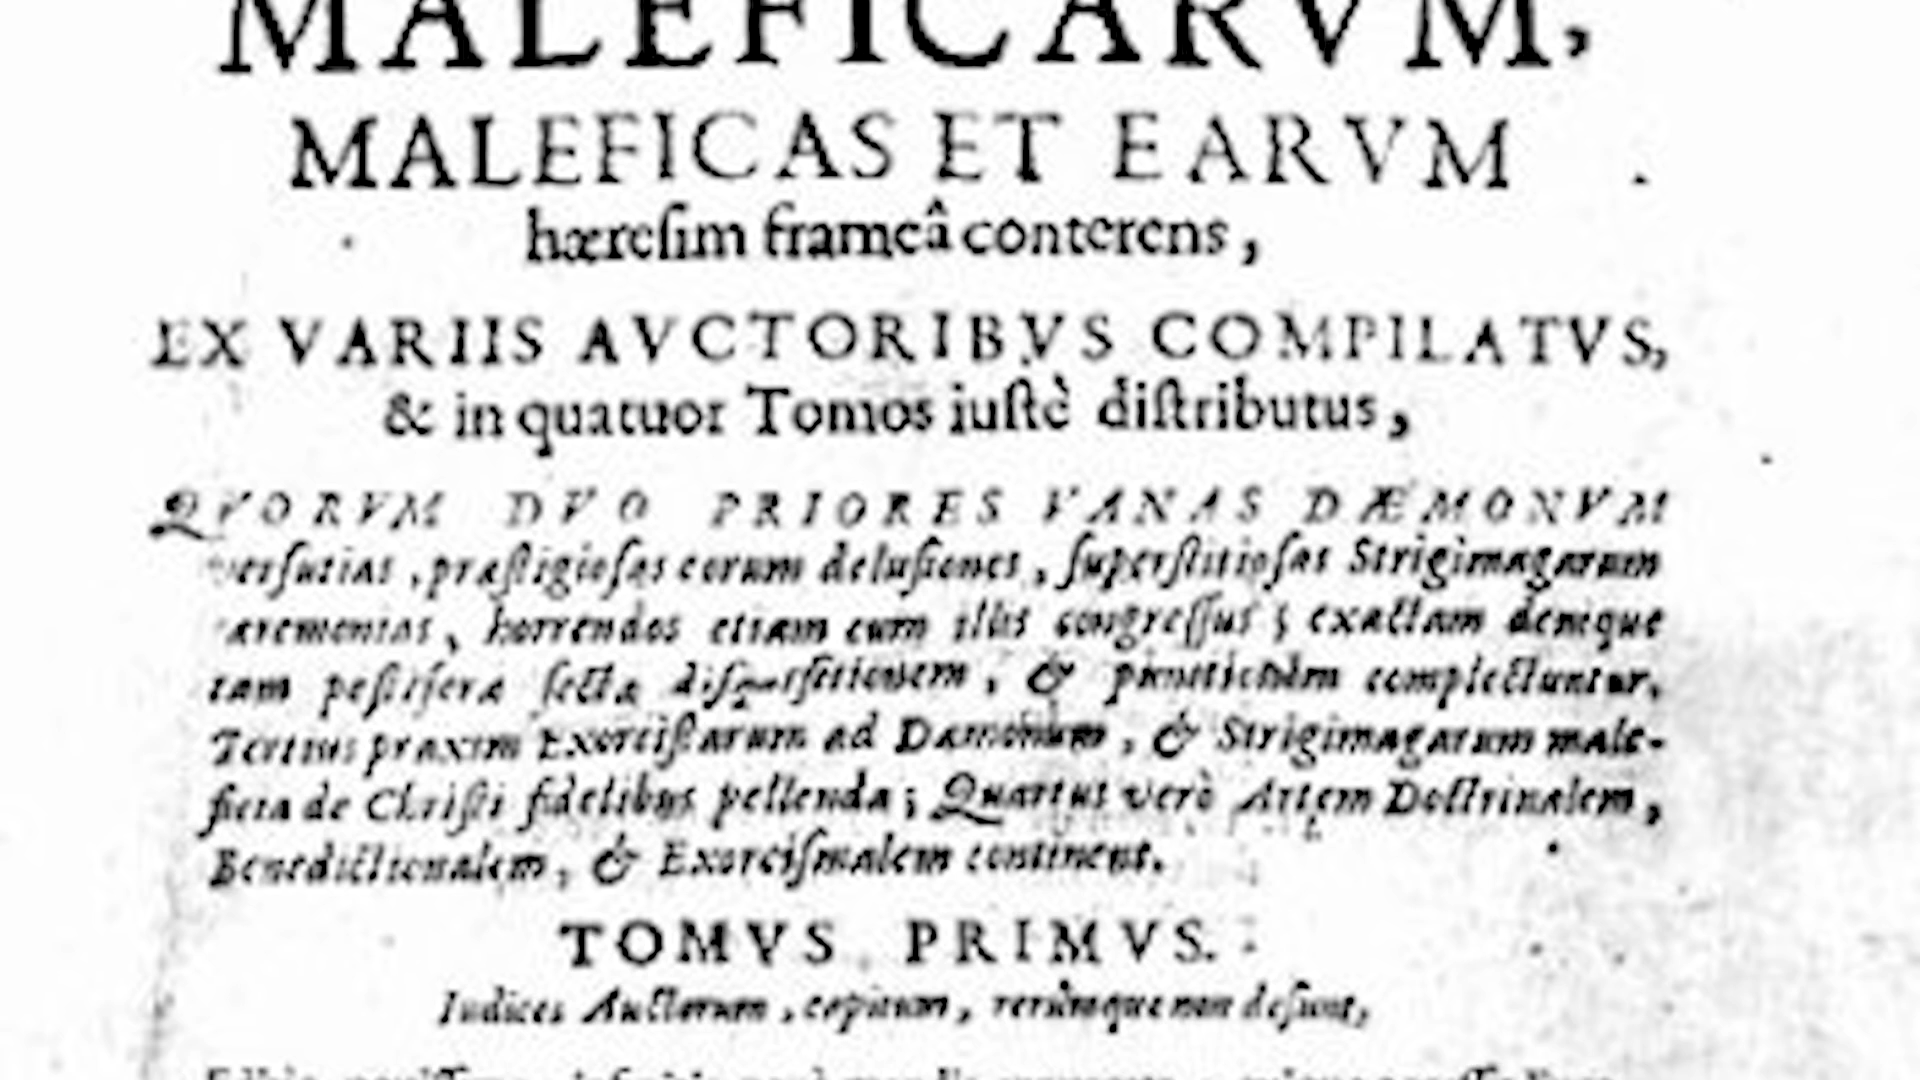 MALEFICARVM,
MALEFICAS ET EARVM
hæreſim frameâ conterens,
EX VARIIS AVCTORIBVS COMPILATVS,
& in quatuor Tomos iuſtè diſtributus,
QVORVM DVO PRIORES VANAS DÆMONVM
verſutias, præſtigioſas eorum deluſiones, ſuperſtitioſas Strigimagarum
cæremonias, horrendos etiam cum illis congreſſus; exactam denique
tam peſtiferæ ſectæ diſquiſitionem, & punitionem complectuntur.
Tertius praxim Exorciſtarum ad Dæmonum, & Strigimagarum male-
ficia de Chriſti fidelibus pellenda; Quartus verò Artem Doctrinalem,
Benedictionalem, & Exorciſmalem continent.
TOMVS PRIMVS.
Indices Auctorum, capitum, rerúmque non deſunt,